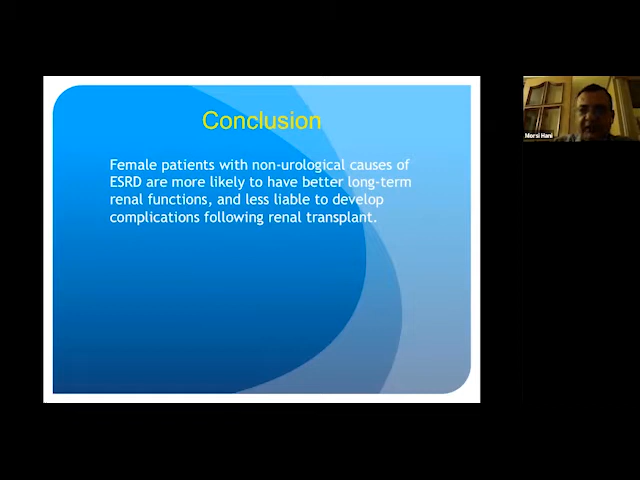 Conclusion
Female patients with non-urological causes of
ESRD are more likely to have better long-term
renal functions, and less liable to develop
complications following renal transplant.
Morsi Hani